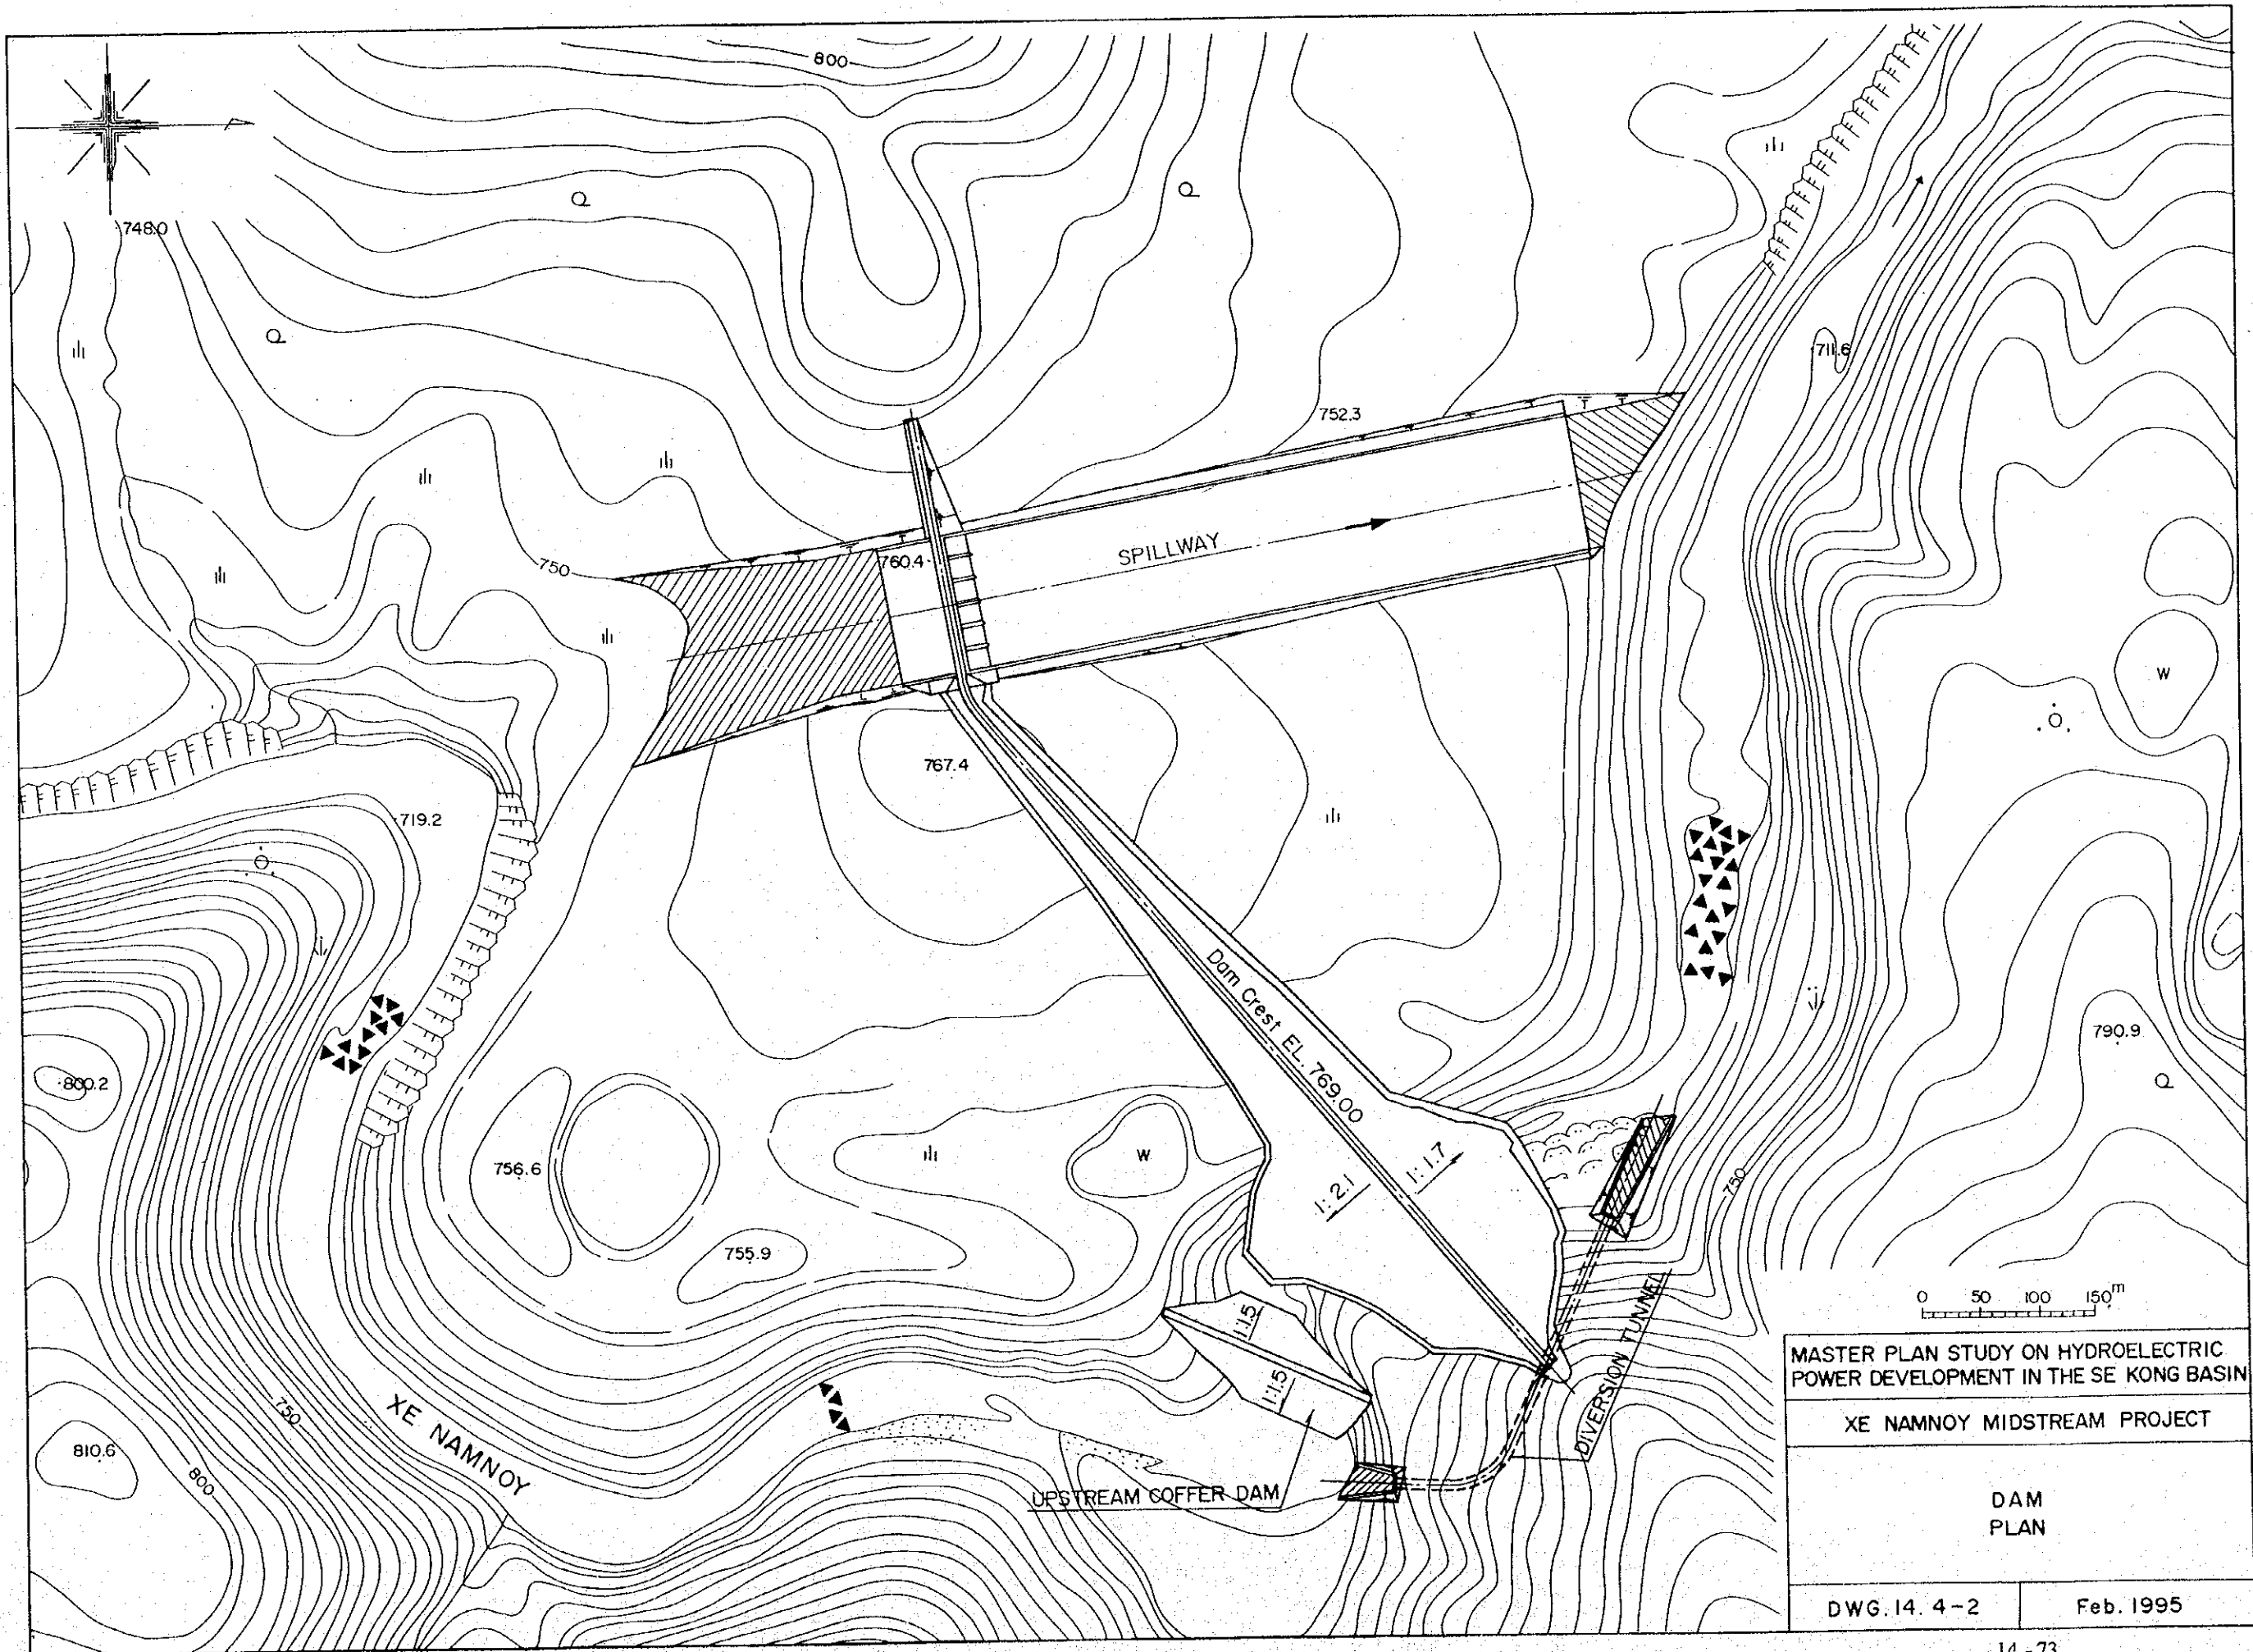 800
748.0
711.6
752.3
760.4
SPILLWAY
750
767.4
719.2
W
Dam Crest EL. 769.00
790.9
800.2
756.6
W
1:2.1
1:1.7
750
755.9
1:1.5
1:1.5
DIVERSION TUNNEL
0 50 100 150m
XE NAMNOY
750
800
810.6
UPSTREAM COFFER DAM
MASTER PLAN STUDY ON HYDROELECTRIC
POWER DEVELOPMENT IN THE SE KONG BASIN
XE NAMNOY MIDSTREAM PROJECT
DAM
PLAN
DWG. 14. 4-2
Feb. 1995
14-73